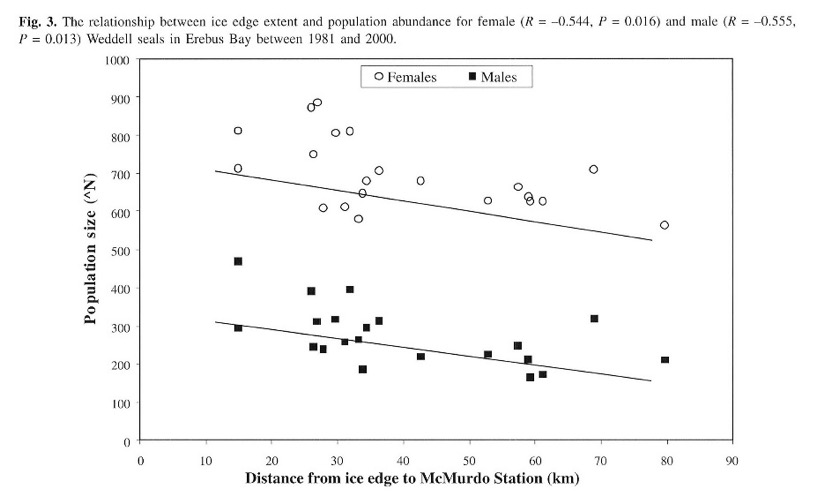 Fig. 3. The relationship between ice edge extent and population abundance for female (R = –0.544, P = 0.016) and male (R = –0.555,
P = 0.013) Weddell seals in Erebus Bay between 1981 and 2000.
Females Males
1000
900
800
700
600
500
400
300
200
100
0
Population size (^N)
0 10 20 30 40 50 60 70 80 90
Distance from ice edge to McMurdo Station (km)